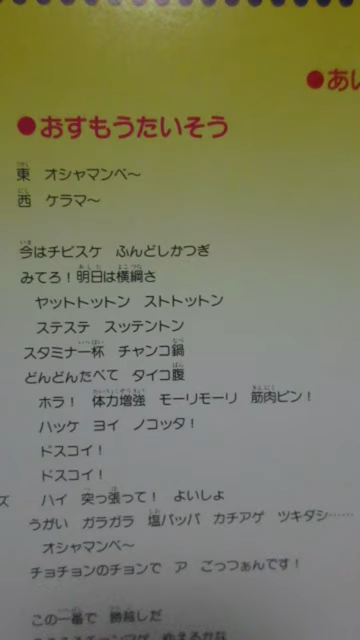 ●あい
●おすもうたいそう
東　オシャマンベ〜
西　ケラマ〜
今はチビスケ　ふんどしかつぎ
みてろ！明日は横綱さ
ヤットットン　ストトットン
ステステ　スッテントン
スタミナ一杯　チャンコ鍋
どんどんたべて　タイコ腹
ホラ！　体力増強　モーリモーリ　筋肉ピン！
ハッケ　ヨイ　ノコッタ！
ドスコイ！
ドスコイ！
ズ　ハイ　突っ張って！　よいしょ
うがい　ガラガラ　塩パッパ　カチアゲ　ツキダシ……
オシャマンベ〜
チョチョンのチョンで　ア　ごっつぁんです！
この一番で　勝越しだ